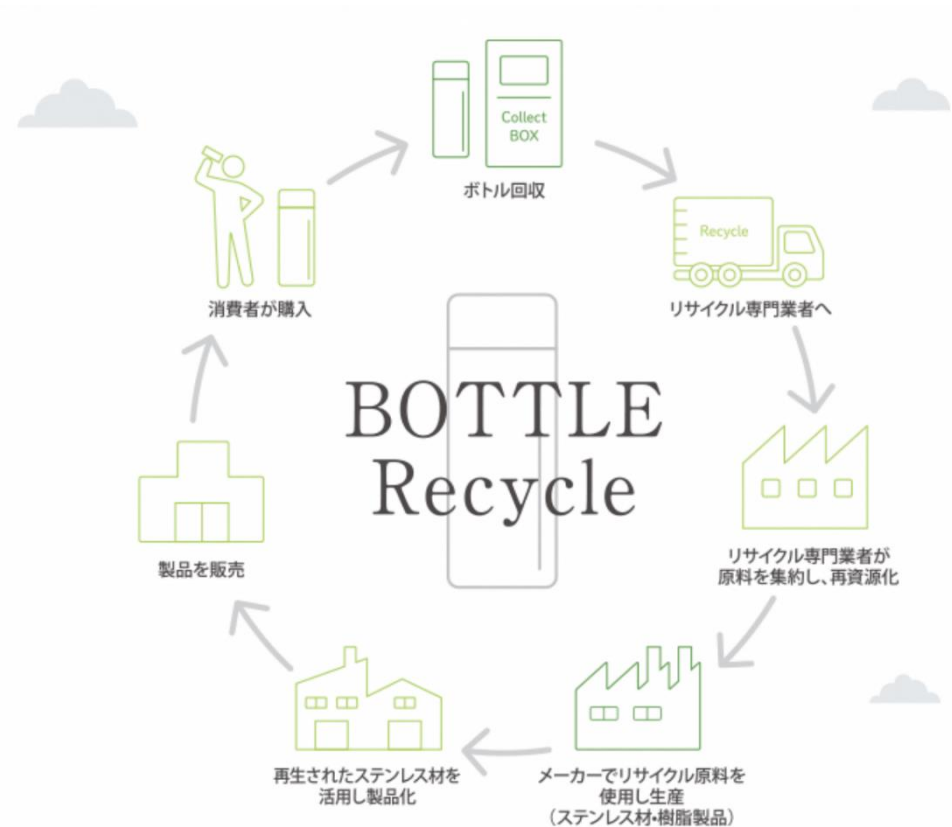 Collect
BOX
ボトル回収
Recycle
リサイクル専門業者へ
リサイクル専門業者が
原料を集約し、再資源化
メーカーでリサイクル原料を
使用し生産
(ステンレス材・樹脂製品)
再生されたステンレス材を
活用し製品化
製品を販売
消費者が購入
BOTTLE
Recycle